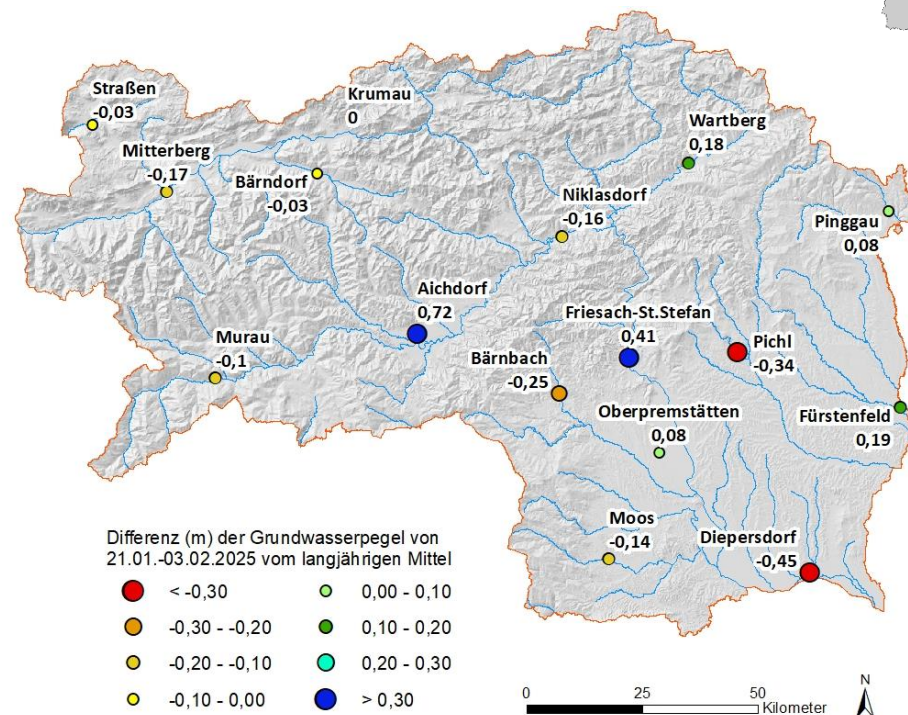 Straßen
-0,03
Krumau
0
Wartberg
0,18
Mitterberg
-0,17
Bärndorf
-0,03
Niklasdorf
-0,16
Pinggau
0,08
Aichdorf
0,72
Friesach-St.Stefan
0,41
Murau
-0,1
Pichl
-0,34
Bärnbach
-0,25
Oberpremstätten
0,08
Fürstenfeld
0,19
Moos
-0,14
Diepersdorf
-0,45
Differenz (m) der Grundwasserpegel von
21.01.-03.02.2025 vom langjährigen Mittel
< -0,30
-0,30 - -0,20
-0,20 - -0,10
-0,10 - 0,00
0,00 - 0,10
0,10 - 0,20
0,20 - 0,30
> 0,30
0 25 50
Kilometer
N